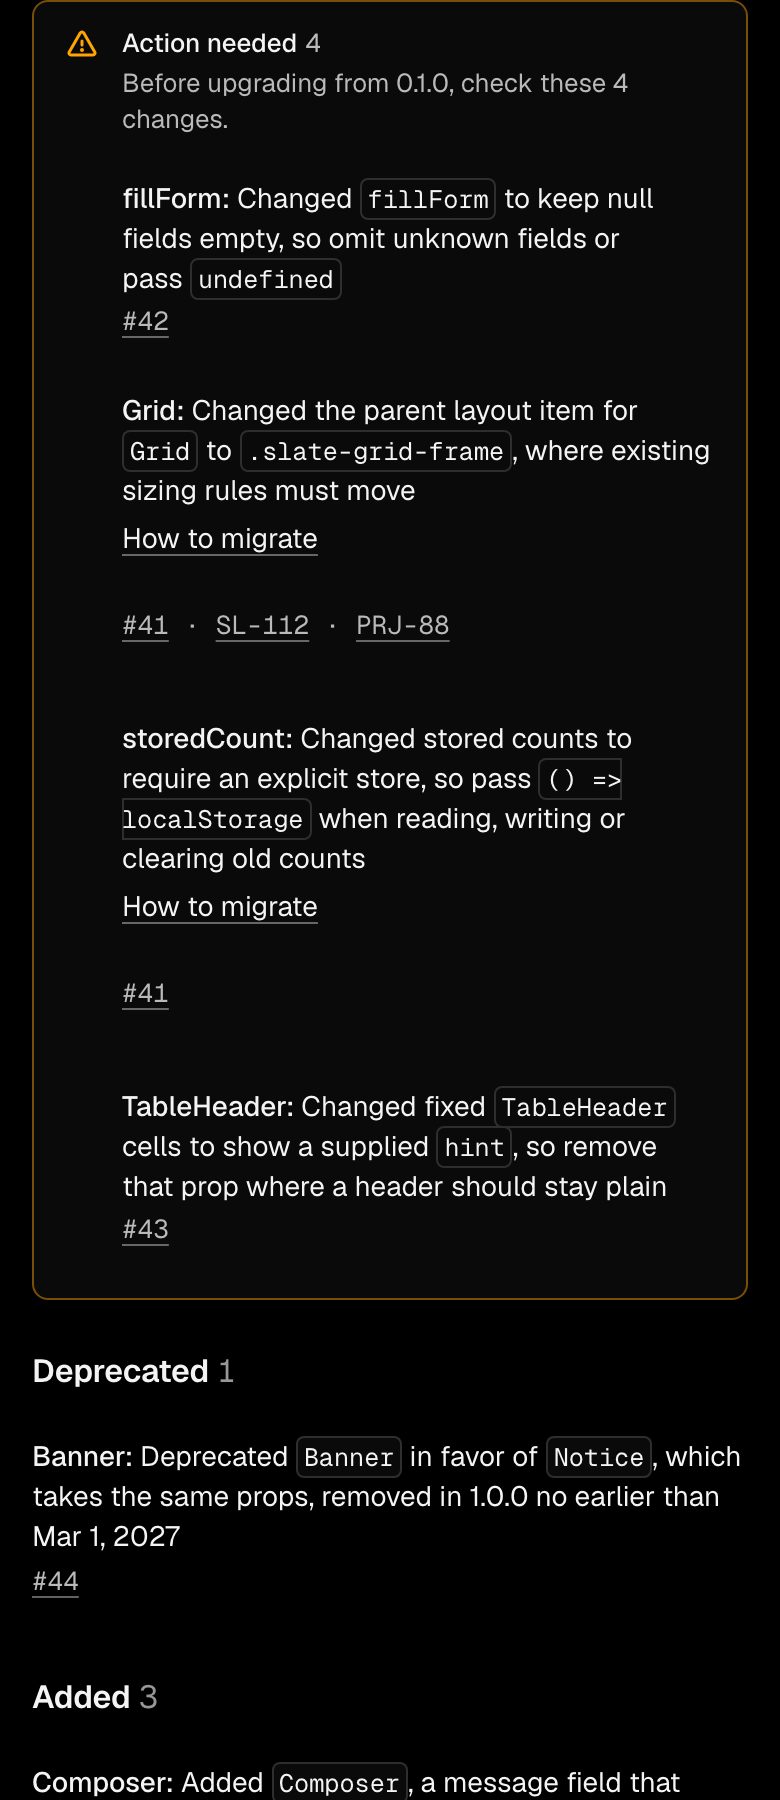 Action needed 4
Before upgrading from 0.1.0, check these 4
changes.
fillForm: Changed fillForm to keep null
fields empty, so omit unknown fields or
pass undefined
#42
Grid: Changed the parent layout item for
Grid to .slate-grid-frame, where existing
sizing rules must move
How to migrate
#41 · SL-112 · PRJ-88
storedCount: Changed stored counts to
require an explicit store, so pass () =>
localStorage when reading, writing or
clearing old counts
How to migrate
#41
TableHeader: Changed fixed TableHeader
cells to show a supplied hint, so remove
that prop where a header should stay plain
#43
Deprecated 1
Banner: Deprecated Banner in favor of Notice, which
takes the same props, removed in 1.0.0 no earlier than
Mar 1, 2027
#44
Added 3
Composer: Added Composer, a message field that